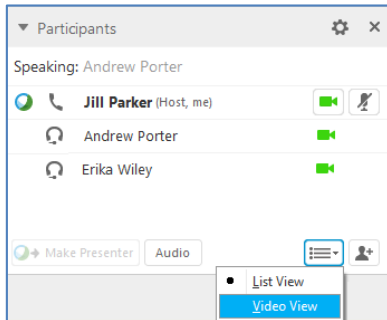 Participants
Speaking: Andrew Porter
Jill Parker (Host, me)
Andrew Porter
Erika Wiley
Make Presenter Audio
List View
Video View